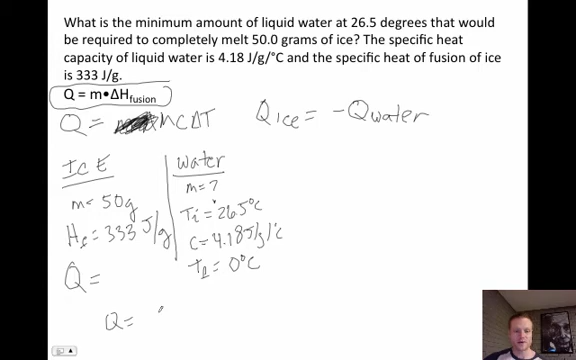 What is the minimum amount of liquid water at 26.5 degrees that would
be required to completely melt 50.0 grams of ice? The specific heat
capacity of liquid water is 4.18 J/g/°C and the specific heat of fusion of ice
is 333 J/g.
Q = m•ΔHfusion
Q = mCΔT Qice = -Qwater
ICE
m= 50g
Hf = 333 J/g
Q =
Q =
Water
m = ?
Ti = 26.5°C
C = 4.18 J/g/°C
Tf = 0°C